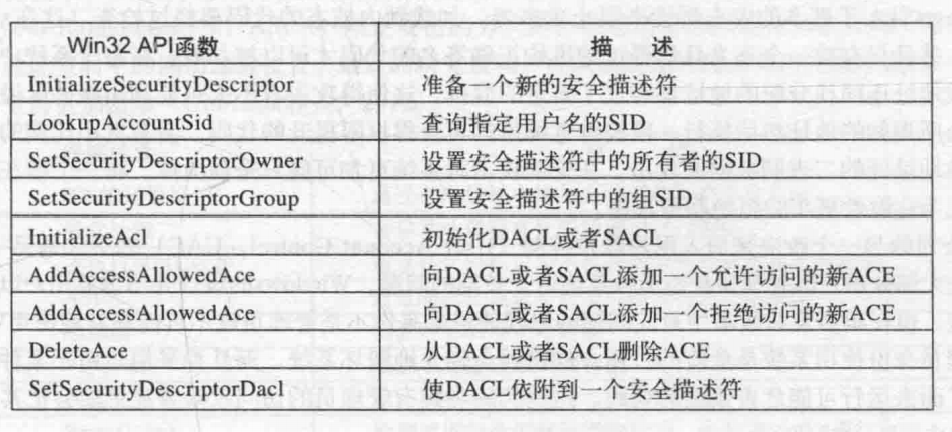 Win32 API函数 描 述
InitializeSecurityDescriptor 准备一个新的安全描述符
LookupAccountSid 查询指定用户名的SID
SetSecurityDescriptorOwner 设置安全描述符中的所有者的SID
SetSecurityDescriptorGroup 设置安全描述符中的组SID
InitializeAcl 初始化DACL或者SACL
AddAccessAllowedAce 向DACL或者SACL添加一个允许访问的新ACE
AddAccessAllowedAce 向DACL或者SACL添加一个拒绝访问的新ACE
DeleteAce 从DACL或者SACL删除ACE
SetSecurityDescriptorDacl 使DACL依附到一个安全描述符